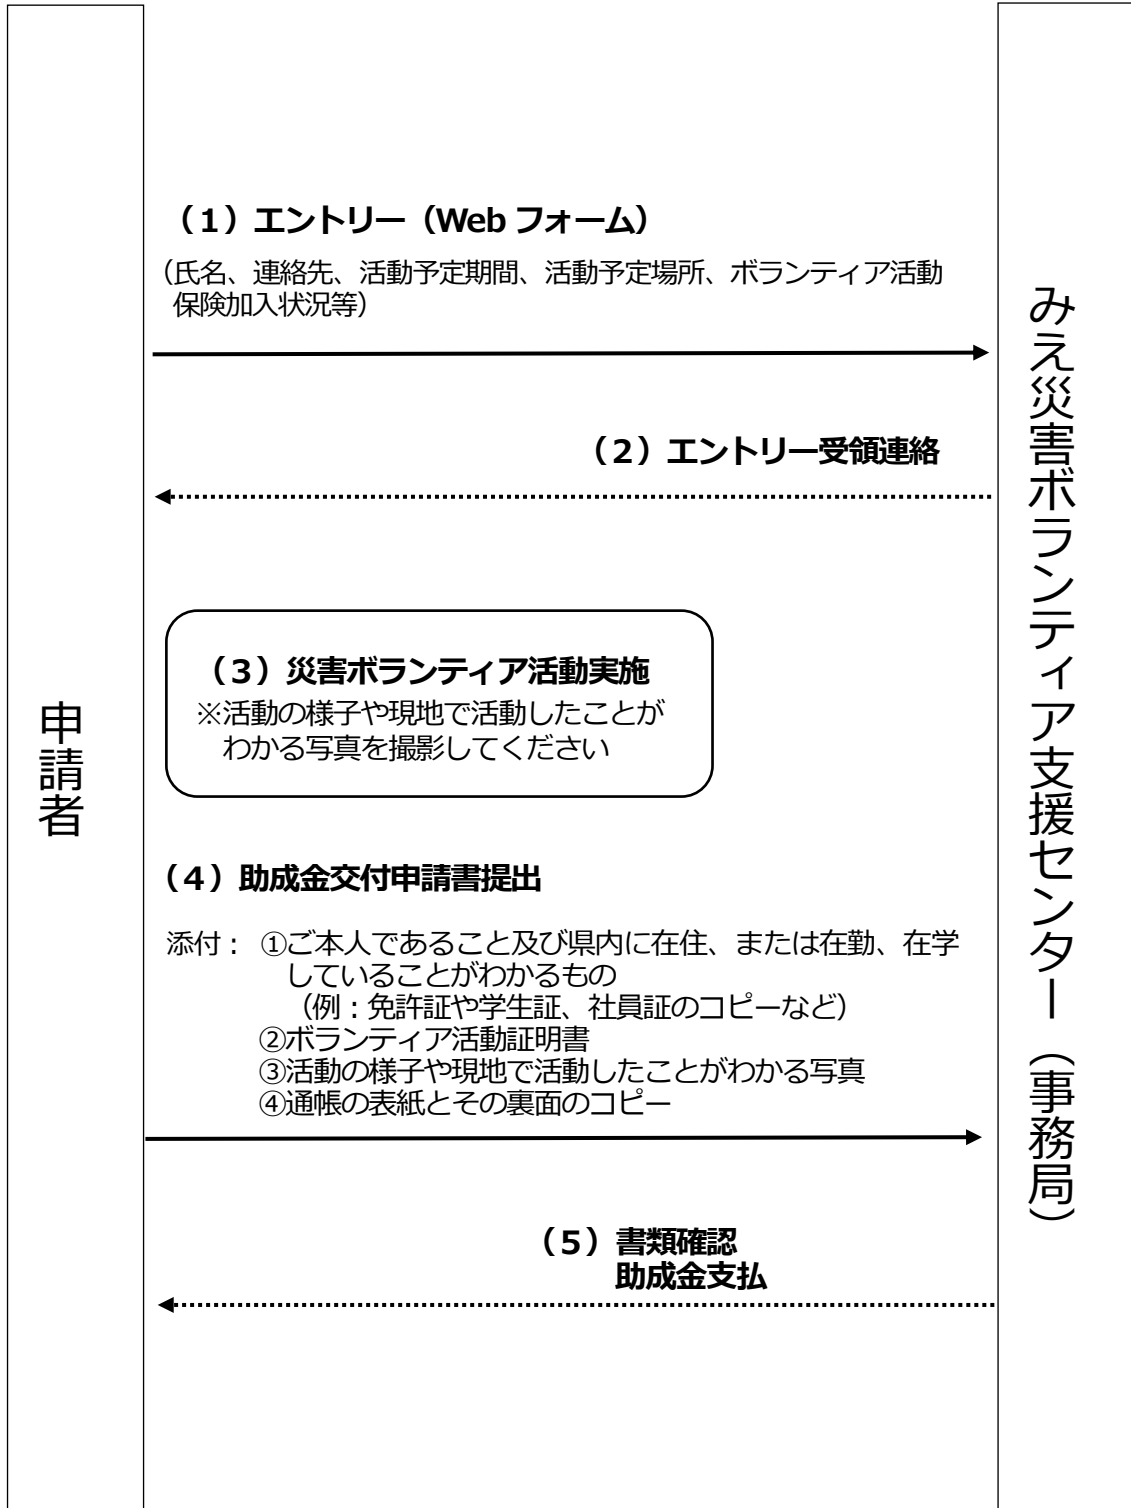 （１）エントリー（Web フォーム）
（氏名、連絡先、活動予定期間、活動予定場所、ボランティア活動
保険加入状況等）
（２）エントリー受領連絡
（３）災害ボランティア活動実施
※活動の様子や現地で活動したことが
わかる写真を撮影してください
申請者
みえ災害ボランティア支援センター（事務局）
（４）助成金交付申請書提出
添付： ①ご本人であること及び県内に在住、または在勤、在学
していることがわかるもの
（例：免許証や学生証、社員証のコピーなど）
②ボランティア活動証明書
③活動の様子や現地で活動したことがわかる写真
④通帳の表紙とその裏面のコピー
（５）書類確認
助成金支払